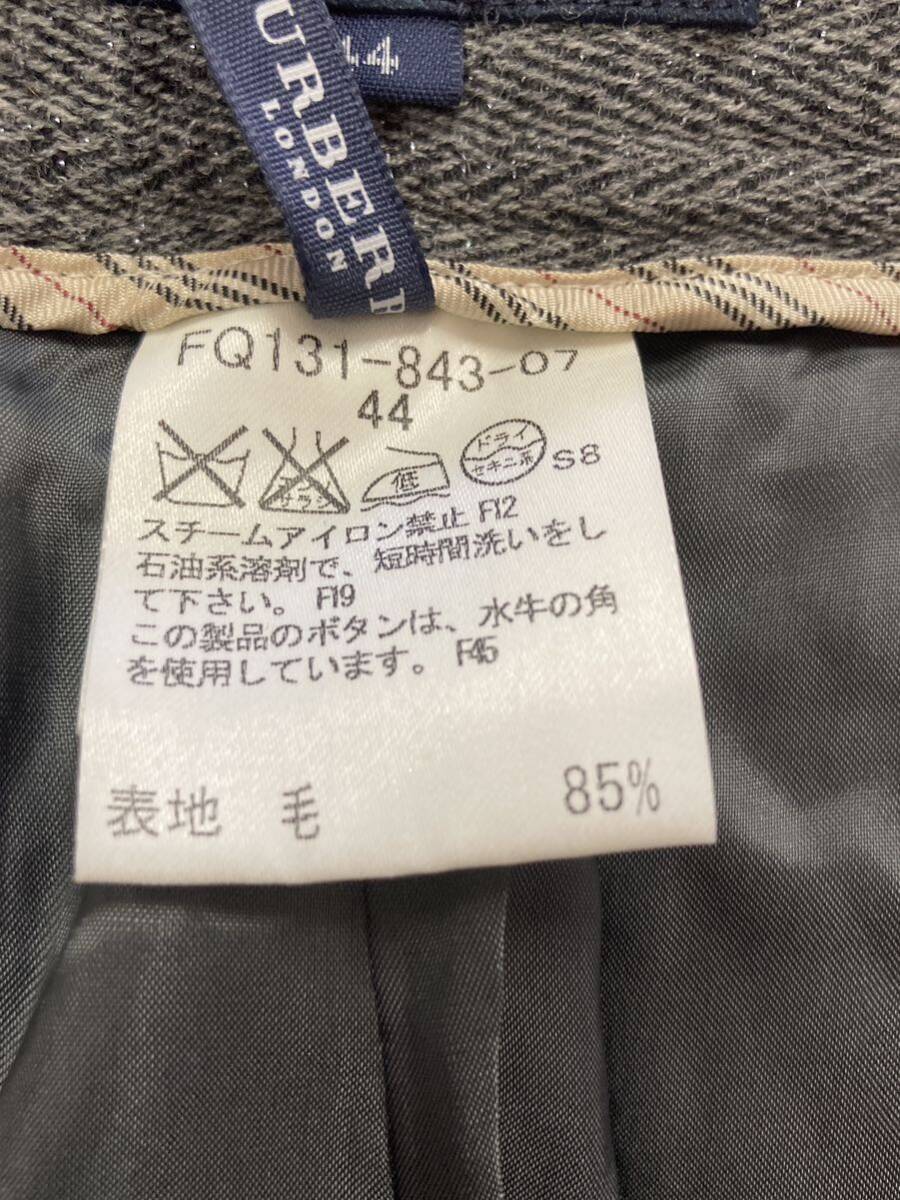 44
URBERR
LONDON
FQ131-843-07
44
エンソ
サラシ
低
ドライ
セキユ系
S8
スチームアイロン禁止 F12
石油系溶剤で、短時間洗いをし
て下さい。 F19
この製品のボタンは、水牛の角
を使用しています。 F45
表地 毛 85%